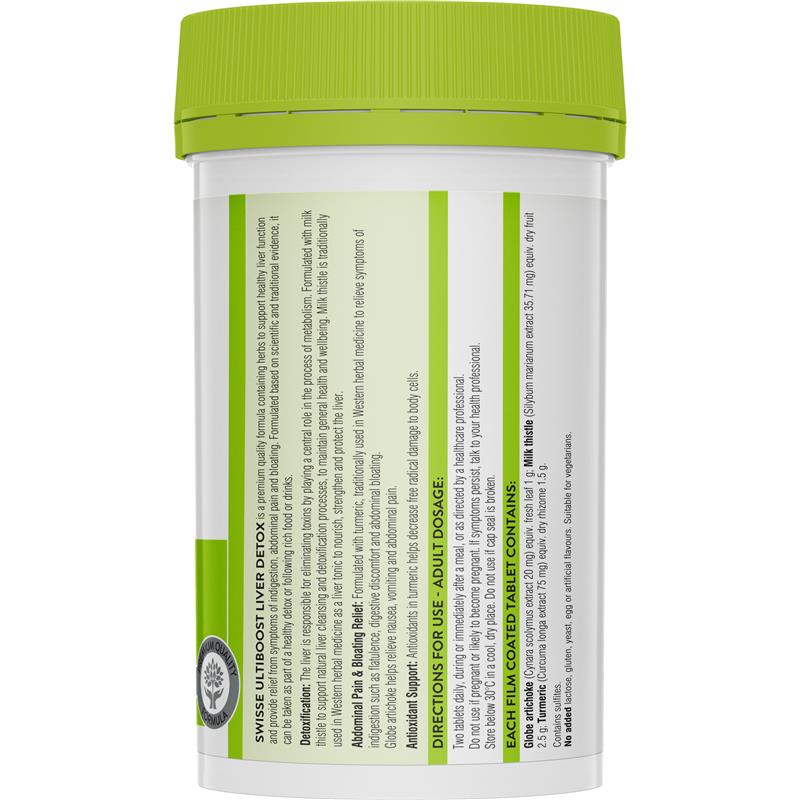 SWISSE ULTIBOOST LIVER DETOX is a premium quality formula containing herbs to support healthy liver function
and provide relief from symptoms of indigestion, abdominal pain and bloating. Formulated based on scientific and traditional evidence, it
can be taken as part of a healthy detox or following rich food or drinks.
Detoxification: The liver is responsible for eliminating toxins by playing a central role in the process of metabolism. Formulated with milk
thistle to support natural liver cleansing and detoxification processes, to maintain general health and wellbeing. Milk thistle is traditionally
used in Western herbal medicine as a liver tonic to nourish, strengthen and protect the liver.
Abdominal Pain & Bloating Relief: Formulated with turmeric, traditionally used in Western herbal medicine to relieve symptoms of
indigestion such as flatulence, digestive discomfort and abdominal bloating.
Globe artichoke helps relieve nausea, vomiting and abdominal pain.
Antioxidant Support: Antioxidants in turmeric helps decrease free radical damage to body cells.
DIRECTIONS FOR USE - ADULT DOSAGE:
Two tablets daily, during or immediately after a meal, or as directed by a healthcare professional.
Do not use if pregnant or likely to become pregnant. If symptoms persist, talk to your health professional.
Store below 30°C in a cool, dry place. Do not use if cap seal is broken.
EACH FILM COATED TABLET CONTAINS:
Globe artichoke (Cynara scolymus extract 20 mg) equiv. fresh leaf 1 g; Milk thistle (Silybum marianum extract 35.71 mg) equiv. dry fruit
2.5 g; Turmeric (Curcuma longa extract 75 mg) equiv. dry rhizome 1.5 g.
Contains sulfites.
No added lactose, gluten, yeast, egg or artificial flavours. Suitable for vegetarians.
QUALITY
FORMULA